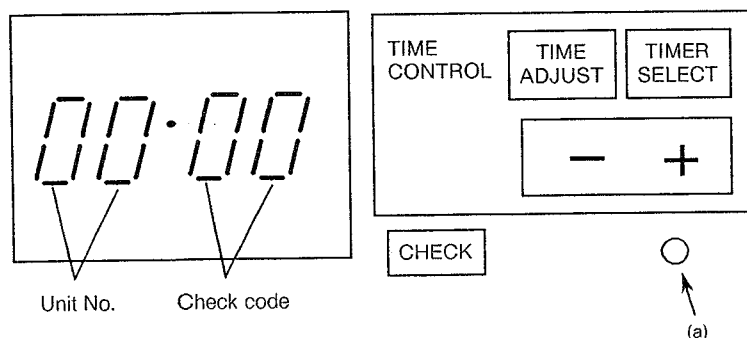 00.00
Unit No. Check code
TIME
CONTROL
TIME
ADJUST
TIMER
SELECT
− +
CHECK
(a)